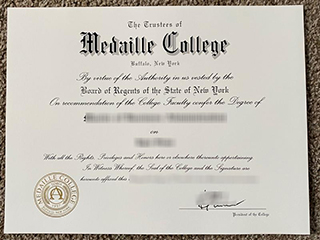 The Trustees of
Medaille College
Buffalo, New York
By virtue of the Authority in us vested by the
Board of Regents of the State of New York
On recommendation of the College Faculty confer the Degree of
on
With all the Rights, Privileges and Honors here or elsewhere thereunto appertaining
In Witness Whereof, the Seal of the College and the Signature are
hereunto affixed this
President of the College
MEDAILLE COLLEGE